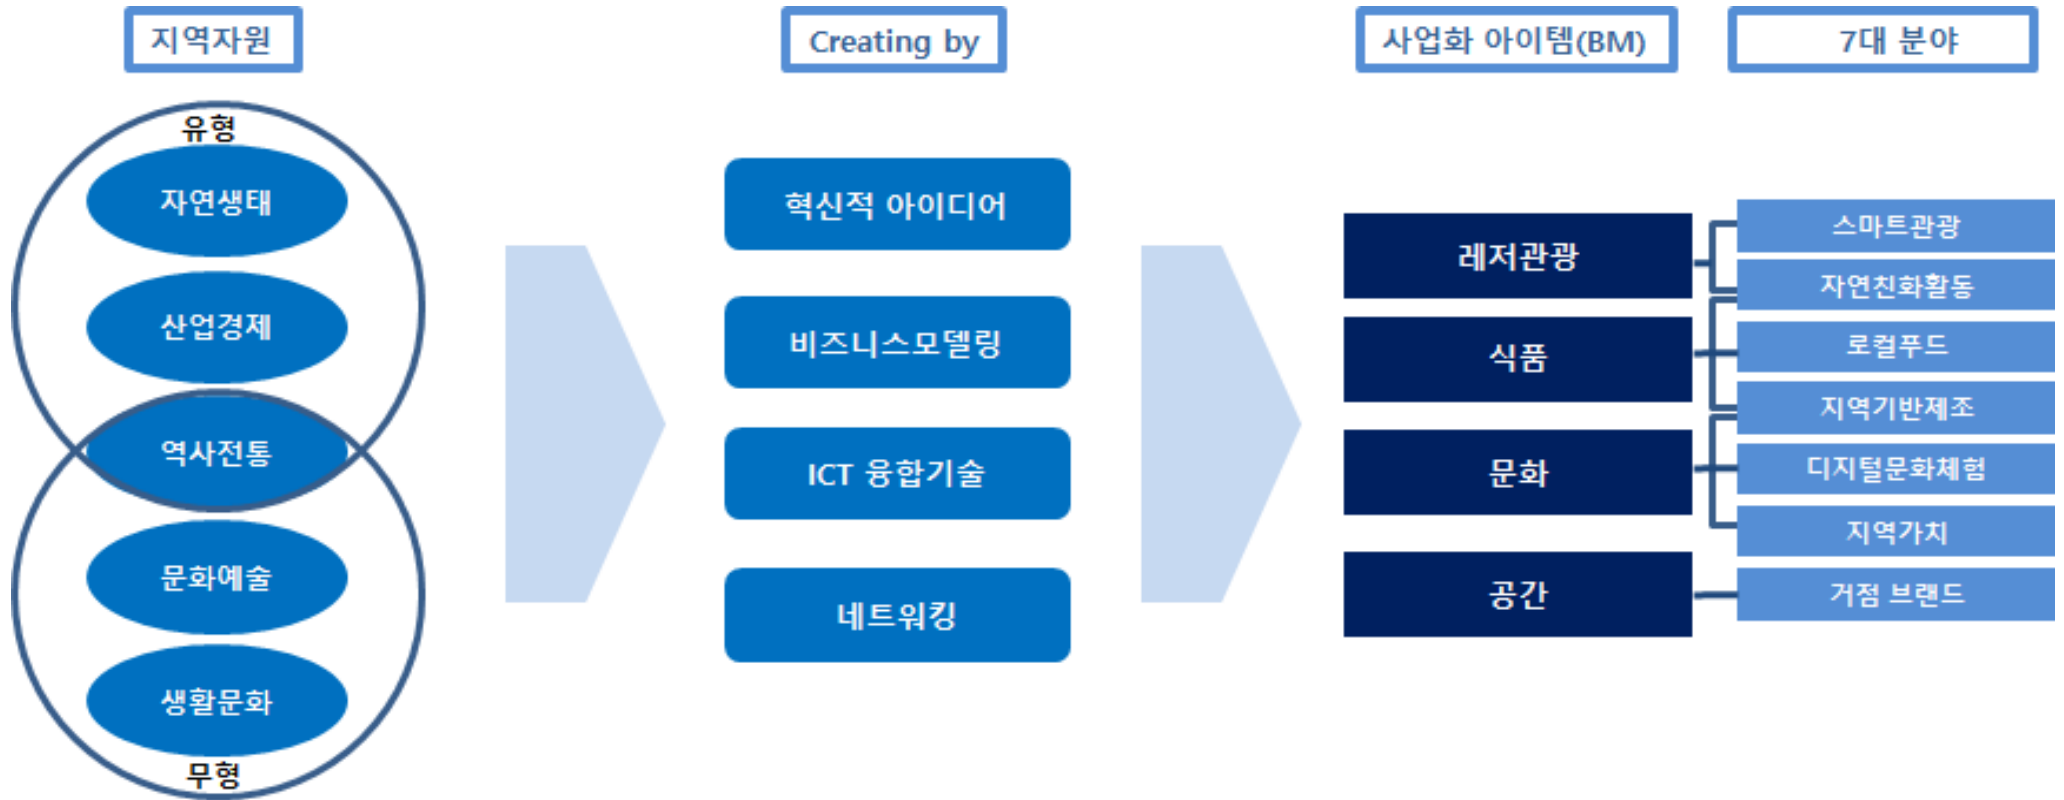 지역자원
유형
자연생태
산업경제
역사전통
문화예술
생활문화
무형
Creating by
혁신적 아이디어
비즈니스모델링
ICT 융합기술
네트워킹
사업화 아이템(BM)
레저관광
식품
문화
공간
7대 분야
스마트관광
자연친화활동
로컬푸드
지역기반제조
디지털문화체험
지역가치
거점 브랜드